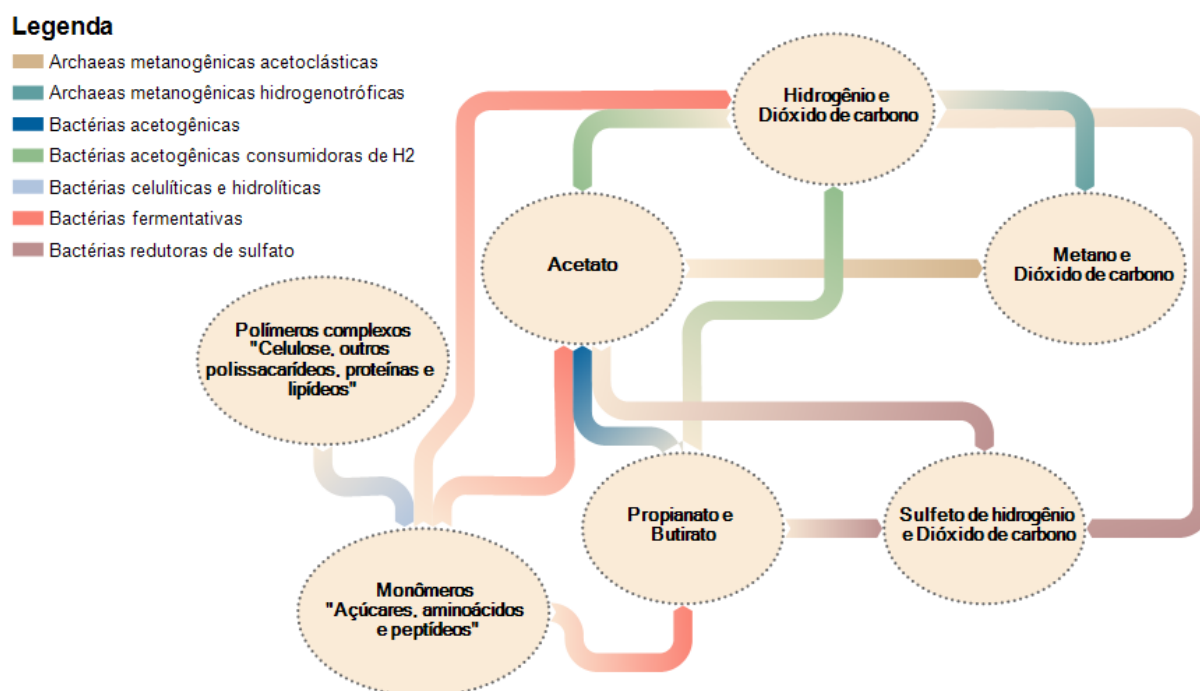 Legenda
Archaeas metanogênicas acetoclásticas
Archaeas metanogênicas hidrogenotróficas
Bactérias acetogênicas
Bactérias acetogênicas consumidoras de H2
Bactérias celulíticas e hidrolíticas
Bactérias fermentativas
Bactérias redutoras de sulfato
Hidrogênio e
Dióxido de carbono
Acetato
Metano e
Dióxido de carbono
Polímeros complexos
"Celulose, outros
polissacarídeos, proteínas e
lipídeos"
Propianato e
Butirato
Sulfeto de hidrogênio
e Dióxido de carbono
Monômeros
"Açúcares, aminoácidos
e peptídeos"